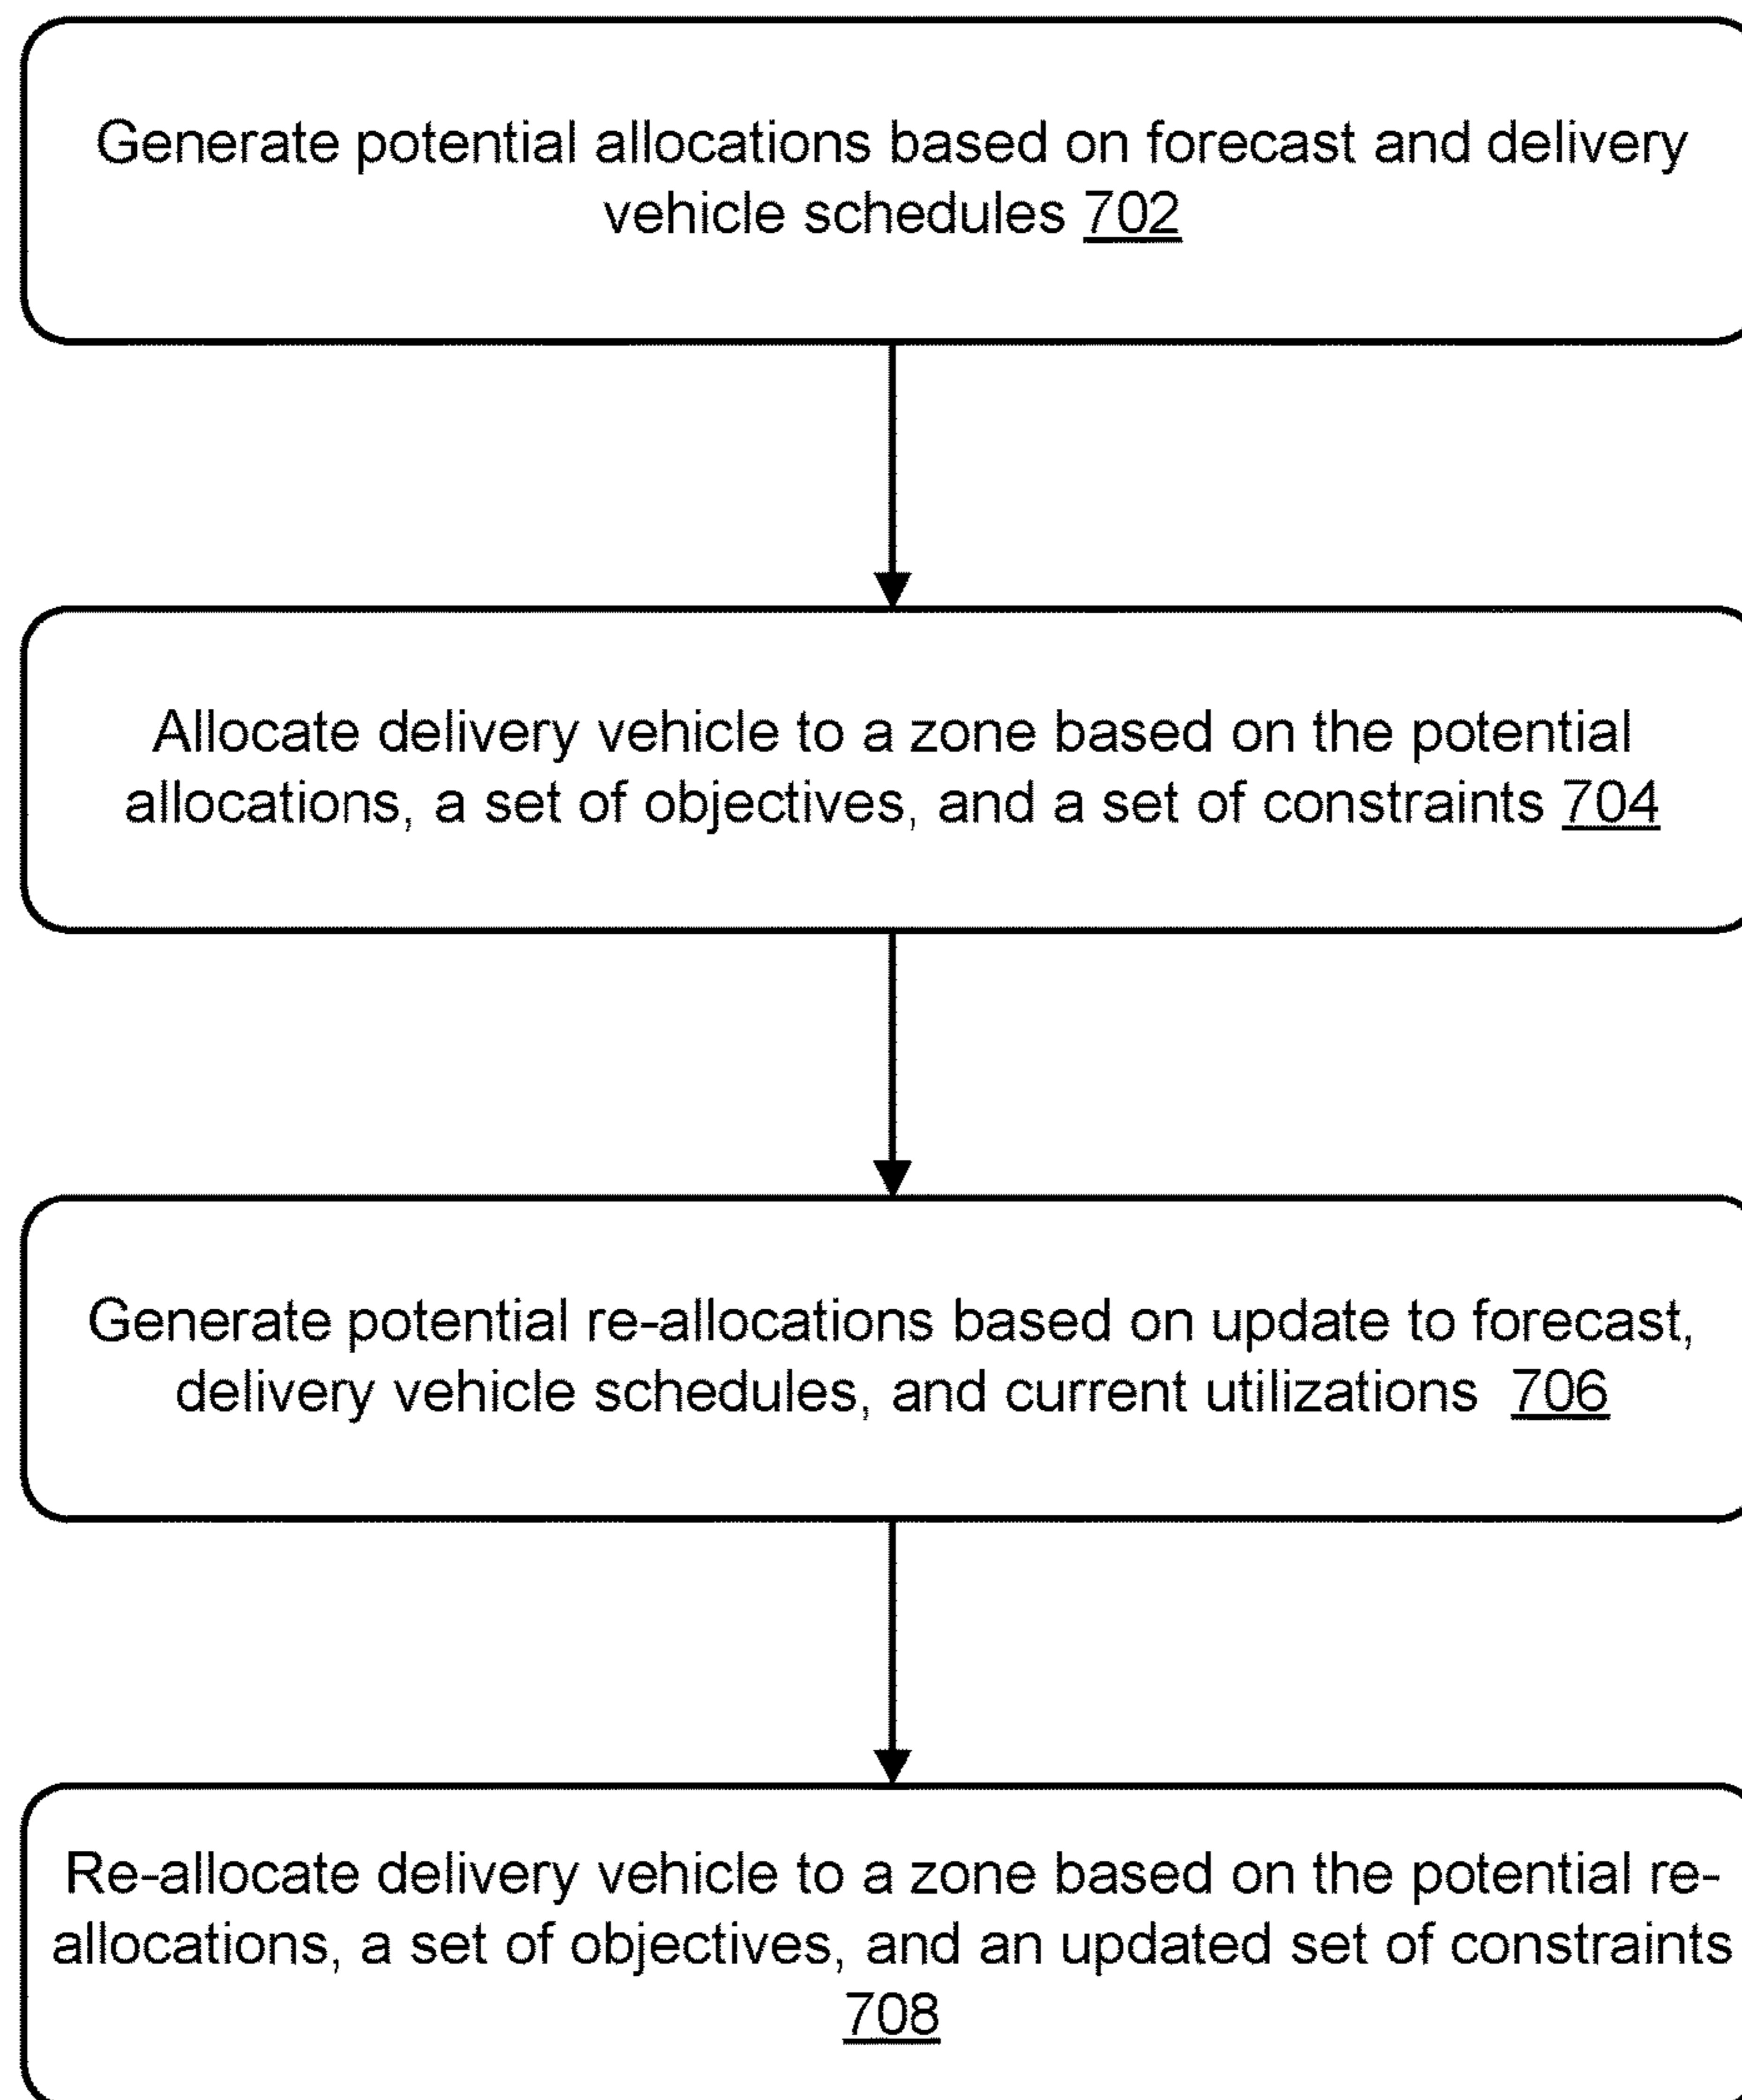 Generate potential allocations based on forecast and delivery
vehicle schedules 702
Allocate delivery vehicle to a zone based on the potential
allocations, a set of objectives, and a set of constraints 704
Generate potential re-allocations based on update to forecast,
delivery vehicle schedules, and current utilizations 706
Re-allocate delivery vehicle to a zone based on the potential re-
allocations, a set of objectives, and an updated set of constraints
708